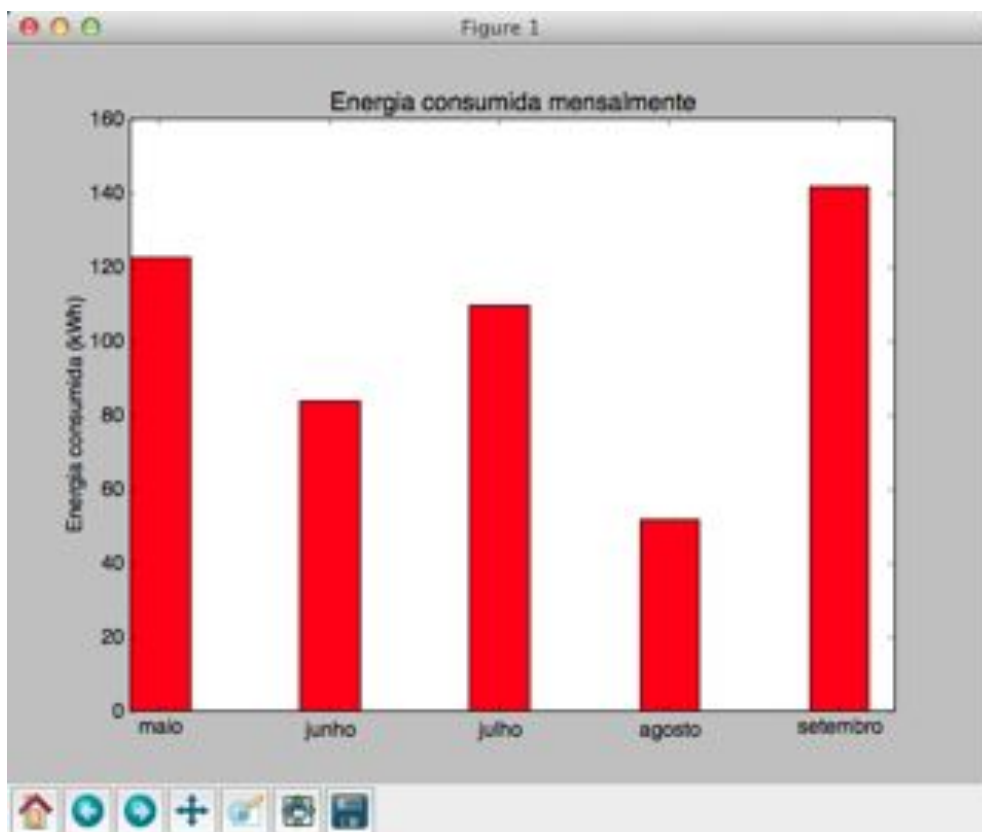 Figure 1
Energia consumida mensalmente
160
140
120
100
80
60
40
20
0
Energia consumida (kWh)
maio
junho
julho
agosto
setembro